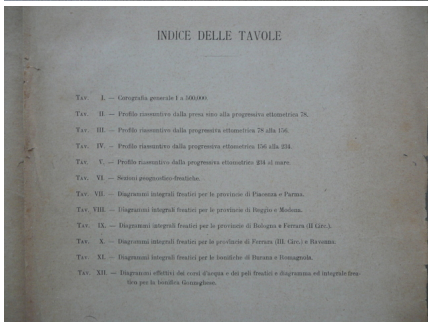 INDICE DELLE TAVOLE
TAV. I. — Corografia generale 1 a 500.000.
TAV. II. — Profilo riassuntivo dalla presa sino alla progressiva ettometrica 78.
TAV. III. — Profilo riassuntivo dalla progressiva ettometrica 78 alla 156.
TAV. IV. — Profilo riassuntivo dalla progressiva ettometrica 156 alla 234.
TAV. V. — Profilo riassuntivo dalla progressiva ettometrica 234 al mare.
TAV. VI. — Sezioni geognostico-freatiche.
TAV. VII. — Diagrammi integrali freatici per le provincie di Piacenza e Parma.
TAV. VIII. — Diagrammi integrali freatici per le provincie di Reggio e Modena.
TAV. IX. — Diagrammi integrali freatici per le provincie di Bologna e Ferrara (II Circ.).
TAV. X. — Diagrammi integrali freatici per le provincie di Ferrara (III. Circ.) e Ravenna.
TAV. XI. — Diagrammi integrali freatici per le bonifiche di Burana e Romagnola.
TAV. XII. — Diagrammi effettivi dei corsi d'acqua e dei pali freatici e diagramma ed integrale frea-
tico per la bonifica Gonzaghese.